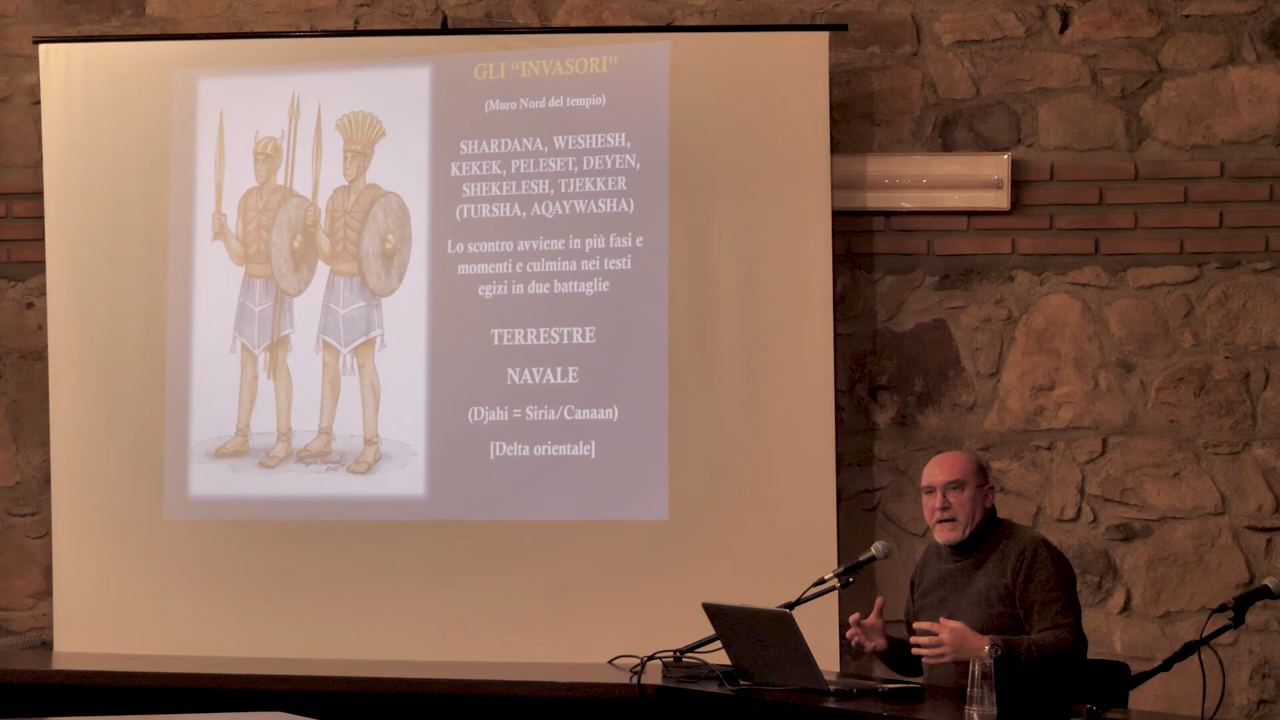 GLI “INVASORI”
(Muro Nord del tempio)
SHARDANA, WESHESH,
KEKEK, PELESET, DEYEN,
SHEKELESH, TJEKKER
(TURSHA, AQAYWASHA)
Lo scontro avviene in più fasi e
momenti e culmina nei testi
egizi in due battaglie
TERRESTRE
NAVALE
(Djahi = Siria/Canaan)
[Delta orientale]